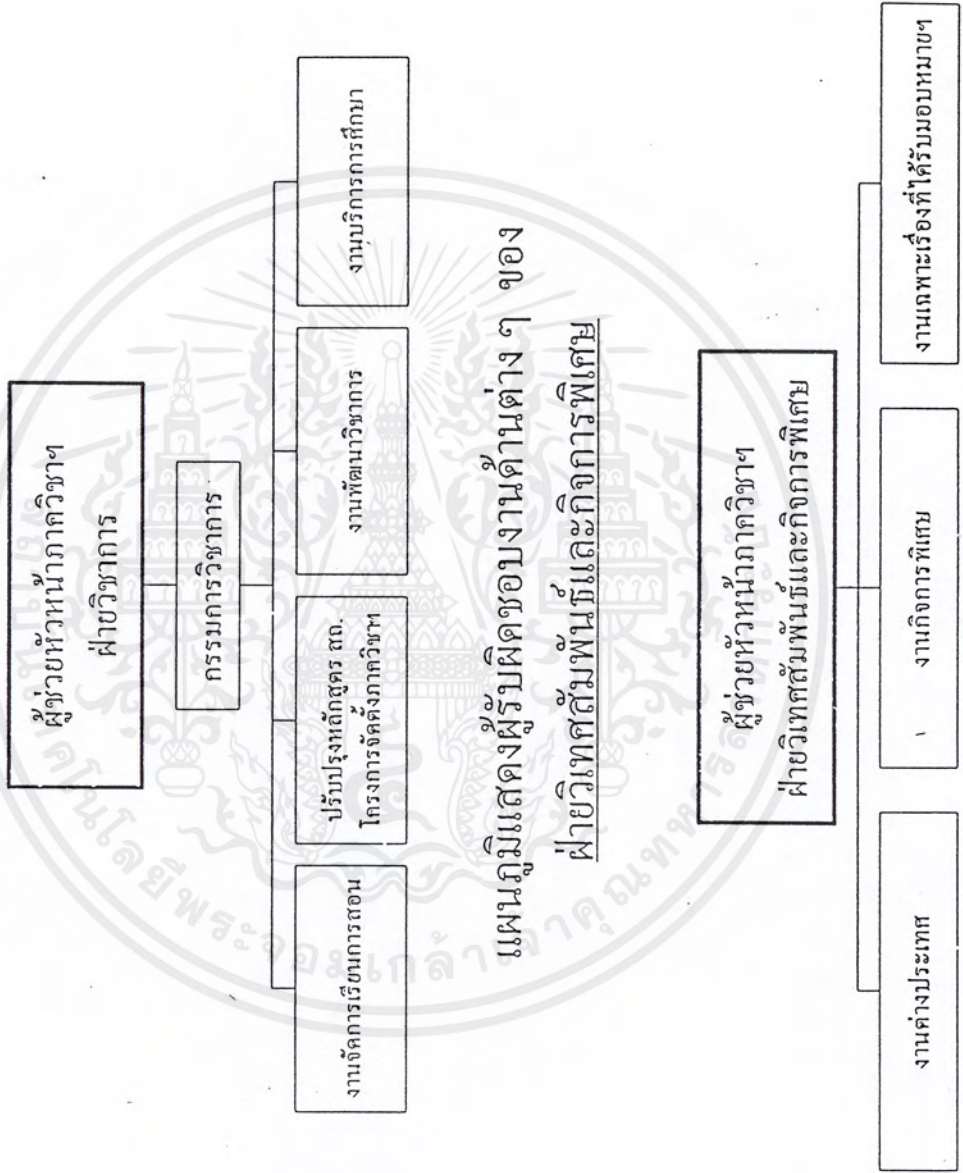 ผู้ช่วยหัวหน้าภาควิชาฯ
ฝ่ายวิชาการ
กรรมการวิชาการ
งานจัดการเรียนการสอน
ปรับปรุงหลักสูตร สถ.
โครงการจัดตั้งภาควิชาฯ
งานพัฒนาวิชาการ
งานบริการการศึกษา
แผนภูมิแสดงผู้รับผิดชอบงานด้านต่าง ๆ ของ
ฝ่ายวิเทศสัมพันธ์และกิจการพิเศษ
ผู้ช่วยหัวหน้าภาควิชาฯ
ฝ่ายวิเทศสัมพันธ์และกิจการพิเศษ
งานต่างประเทศ
งานกิจการพิเศษ
งานเฉพาะเรื่องที่ได้รับมอบหมายฯ